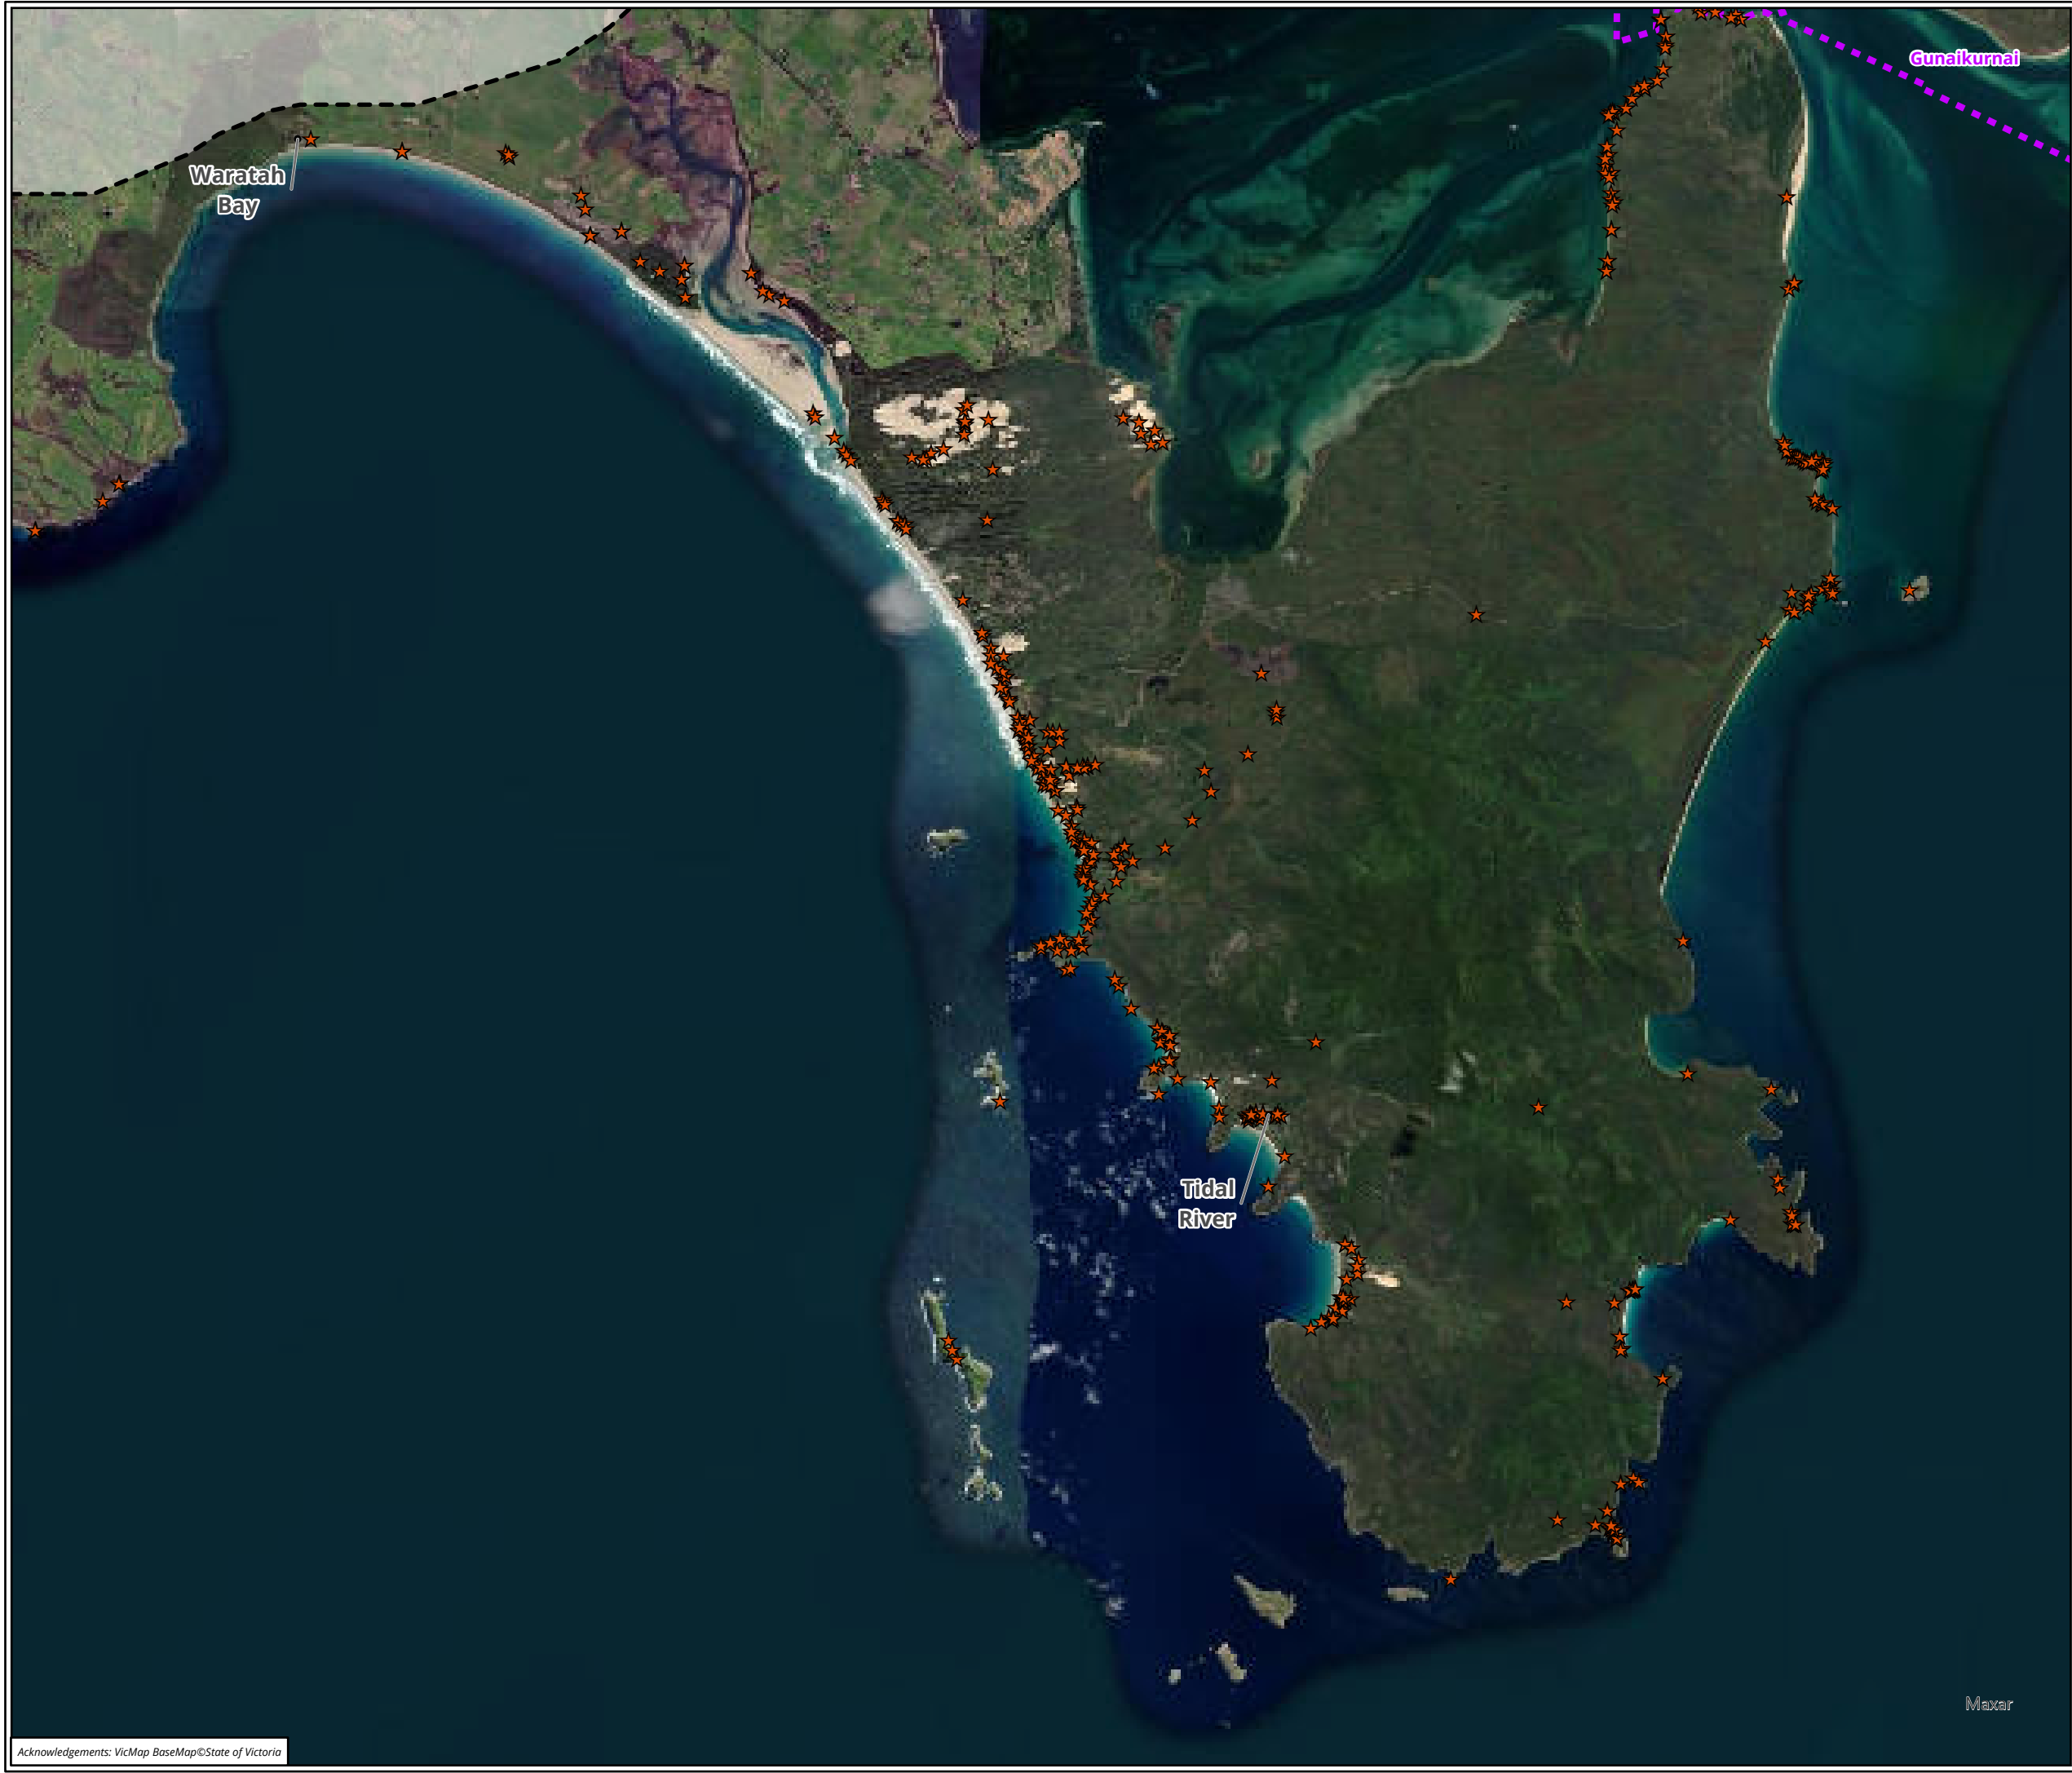 Gunaikurnai
Waratah
Bay
Tidal
River
Maxar
Acknowledgements: VicMap BaseMap©State of Victoria